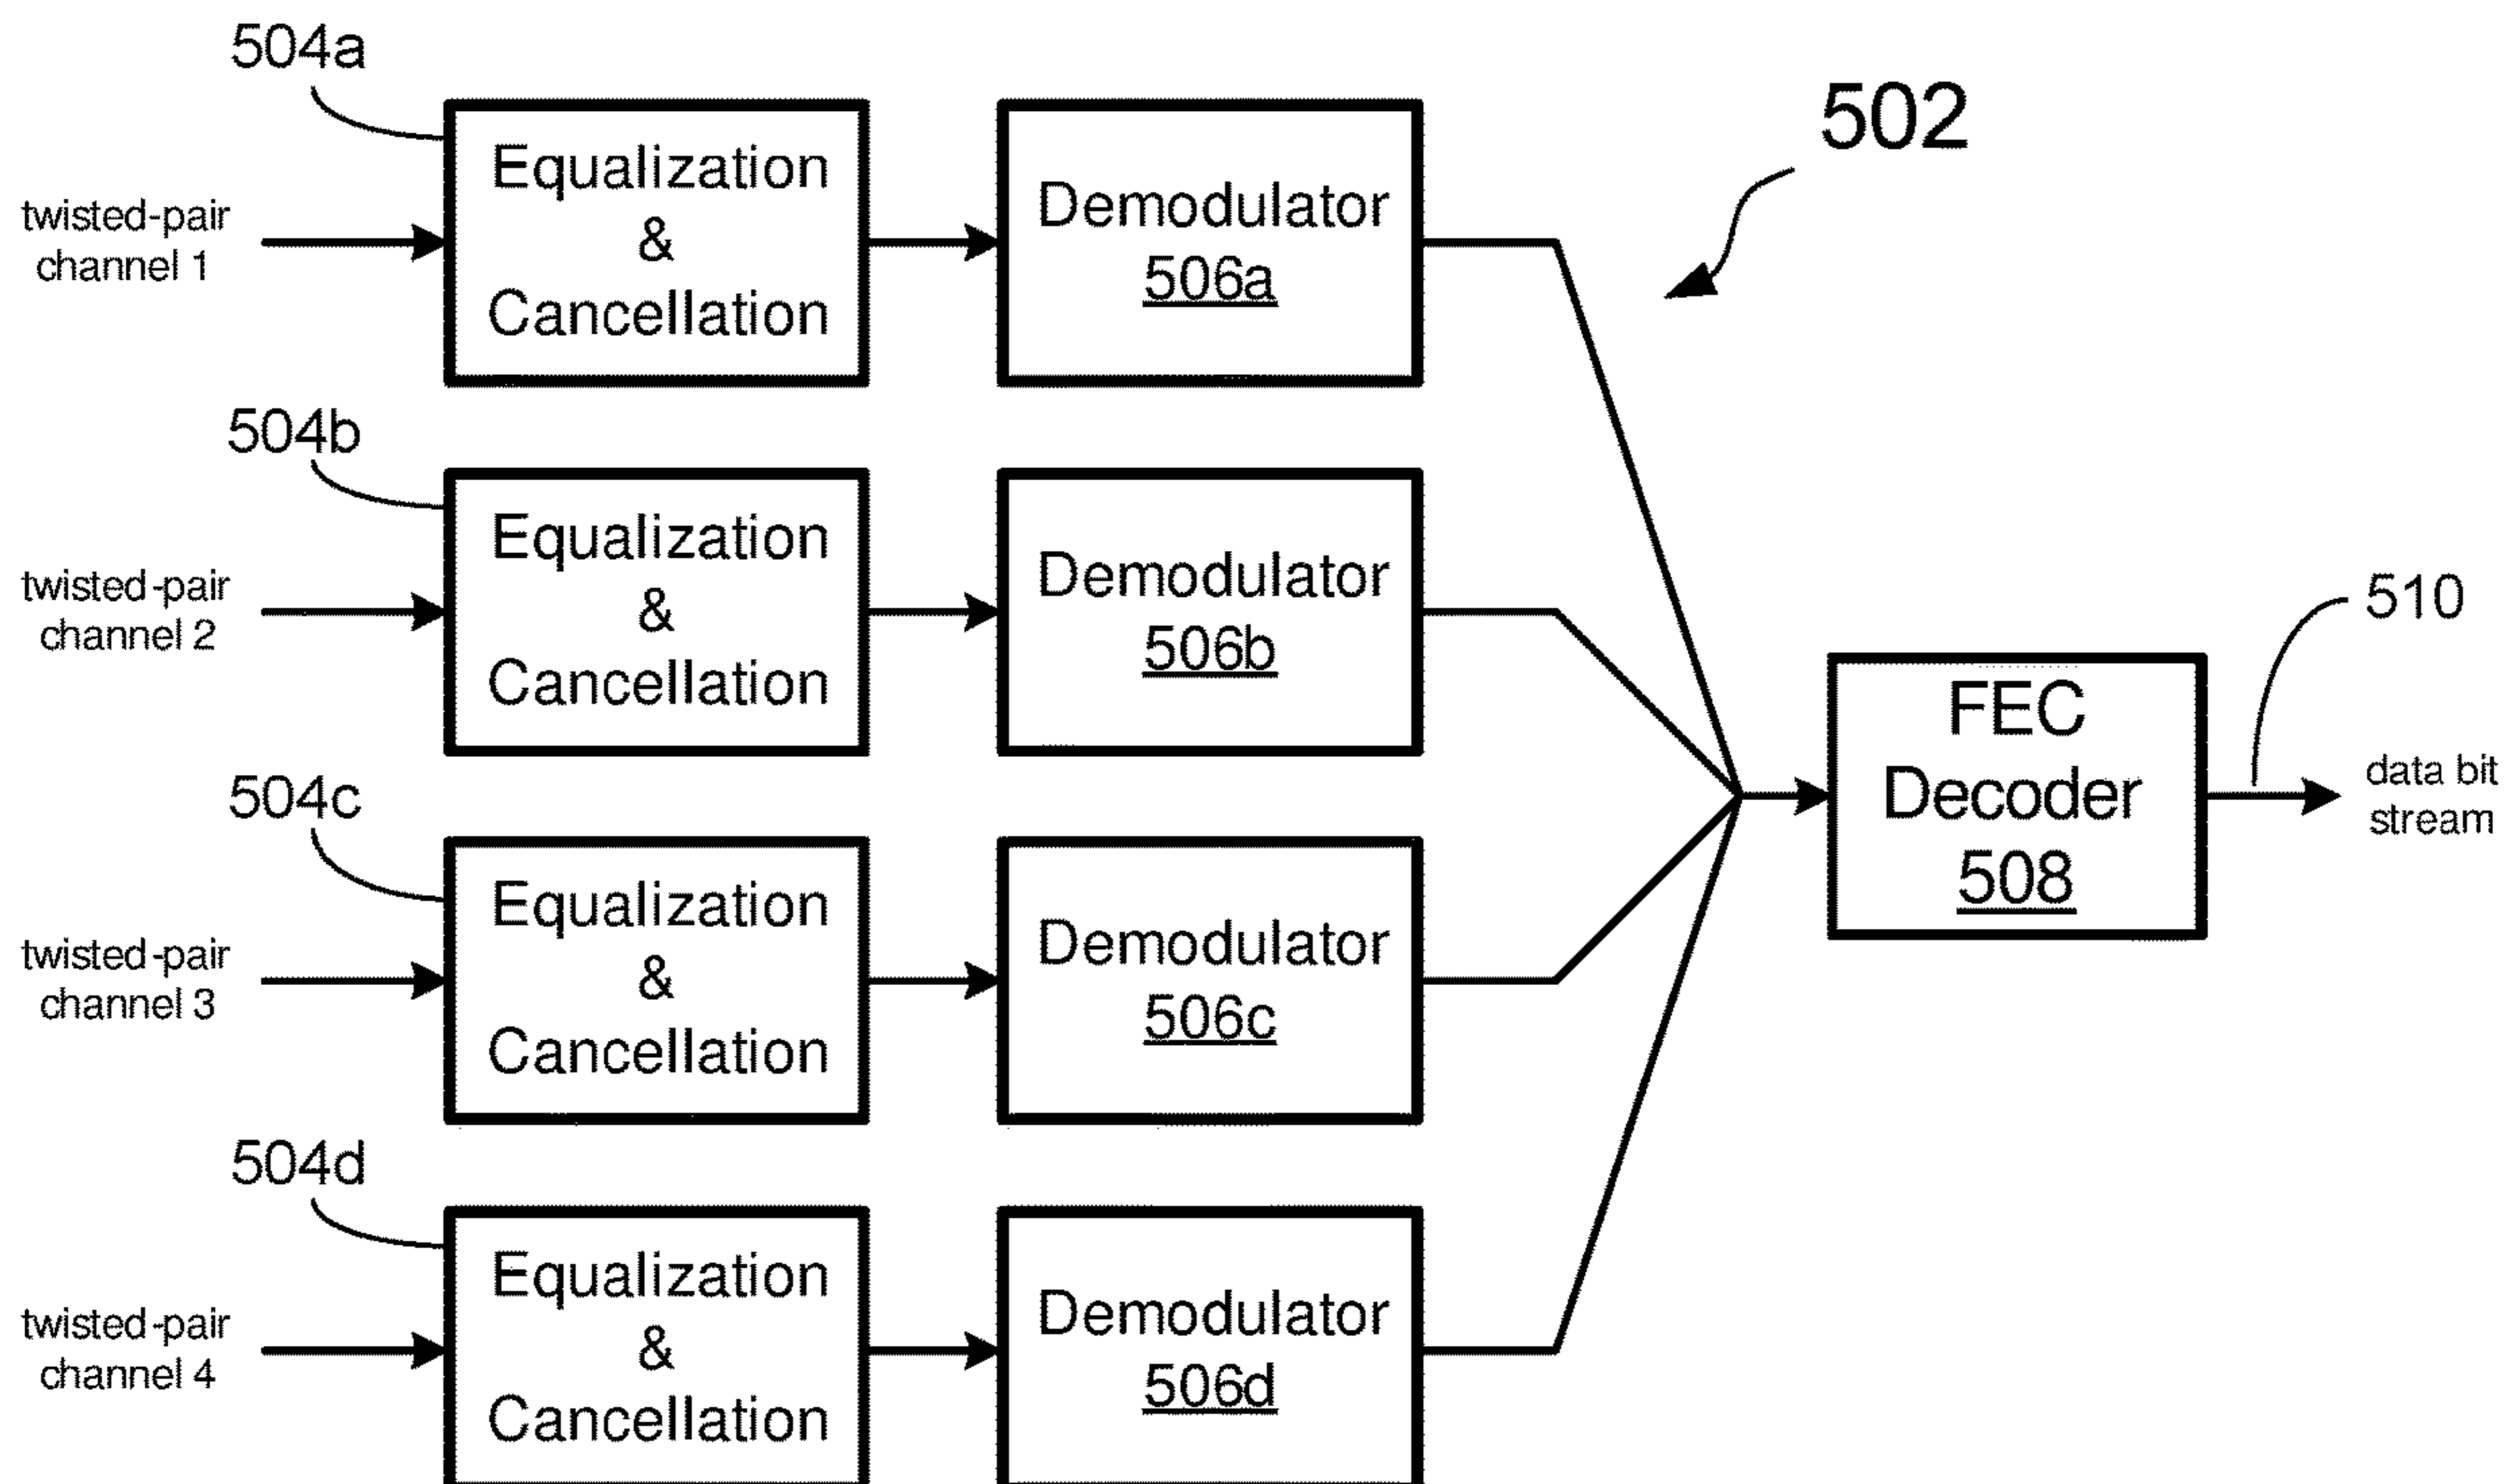 504a
502
twisted-pair
channel 1
Equalization
&
Cancellation
Demodulator
506a
504b
twisted-pair
channel 2
Equalization
&
Cancellation
Demodulator
506b
510
FEC
Decoder
508
data bit
stream
504c
twisted-pair
channel 3
Equalization
&
Cancellation
Demodulator
506c
504d
twisted-pair
channel 4
Equalization
&
Cancellation
Demodulator
506d